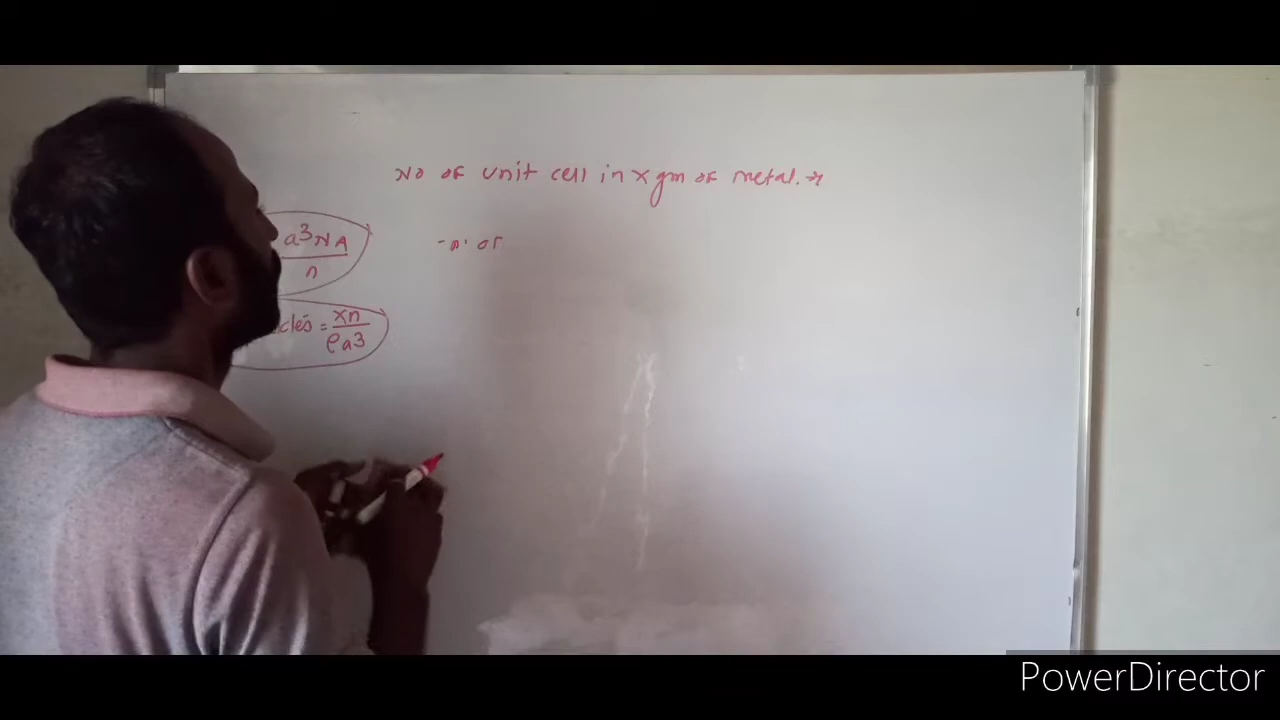 No of unit cell in x gm of metal. →
a³NA
n
cles = xn
ρa³
PowerDirector